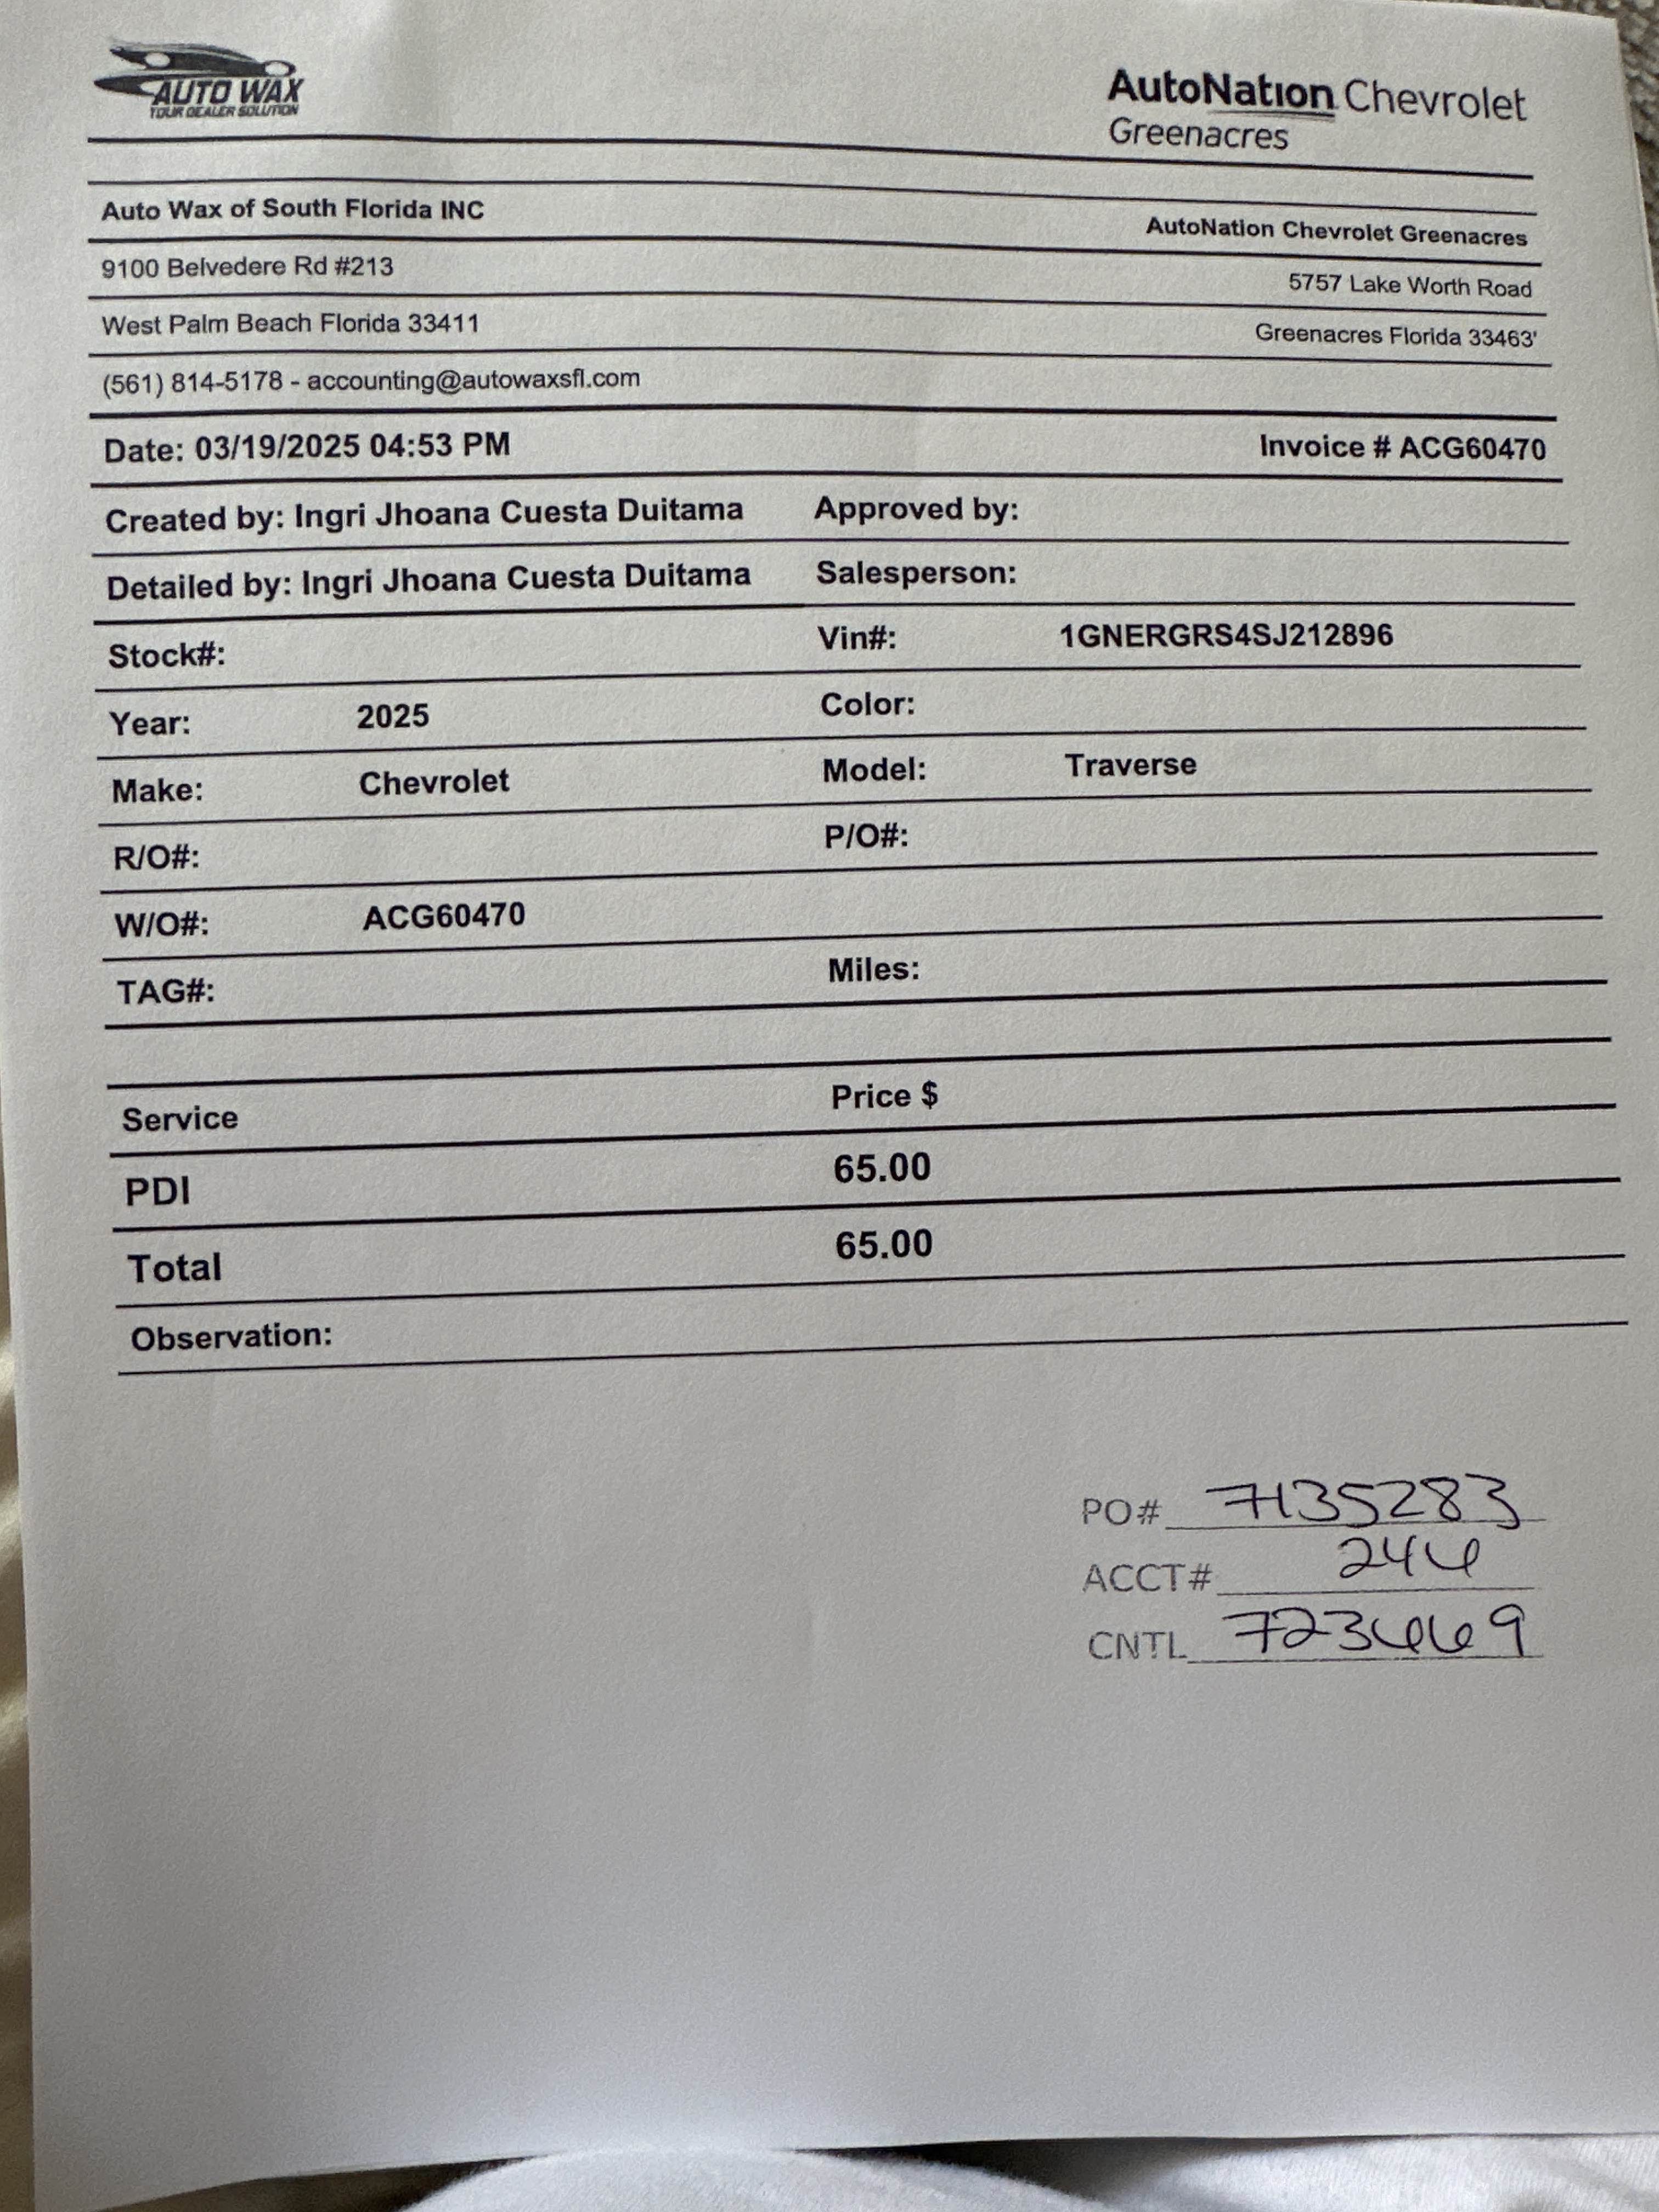 AUTO WAX
YOUR DEALER SOLUTION
AutoNation Chevrolet
Greenacres
Auto Wax of South Florida INC
AutoNation Chevrolet Greenacres
9100 Belvedere Rd #213
5757 Lake Worth Road
West Palm Beach Florida 33411
Greenacres Florida 33463'
(561) 814-5178 - accounting@autowaxsfl.com
Date: 03/19/2025 04:53 PM
Invoice # ACG60470
Created by: Ingri Jhoana Cuesta Duitama
Approved by:
Detailed by: Ingri Jhoana Cuesta Duitama
Salesperson:
Stock#:
Vin#: 1GNERGRS4SJ212896
Year: 2025
Color:
Make: Chevrolet
Model: Traverse
R/O#:
P/O#:
W/O#: ACG60470
TAG#:
Miles:
Service Price $
PDI 65.00
Total 65.00
Observation:
PO# 7135283
ACCT# 246
CNTL 723669